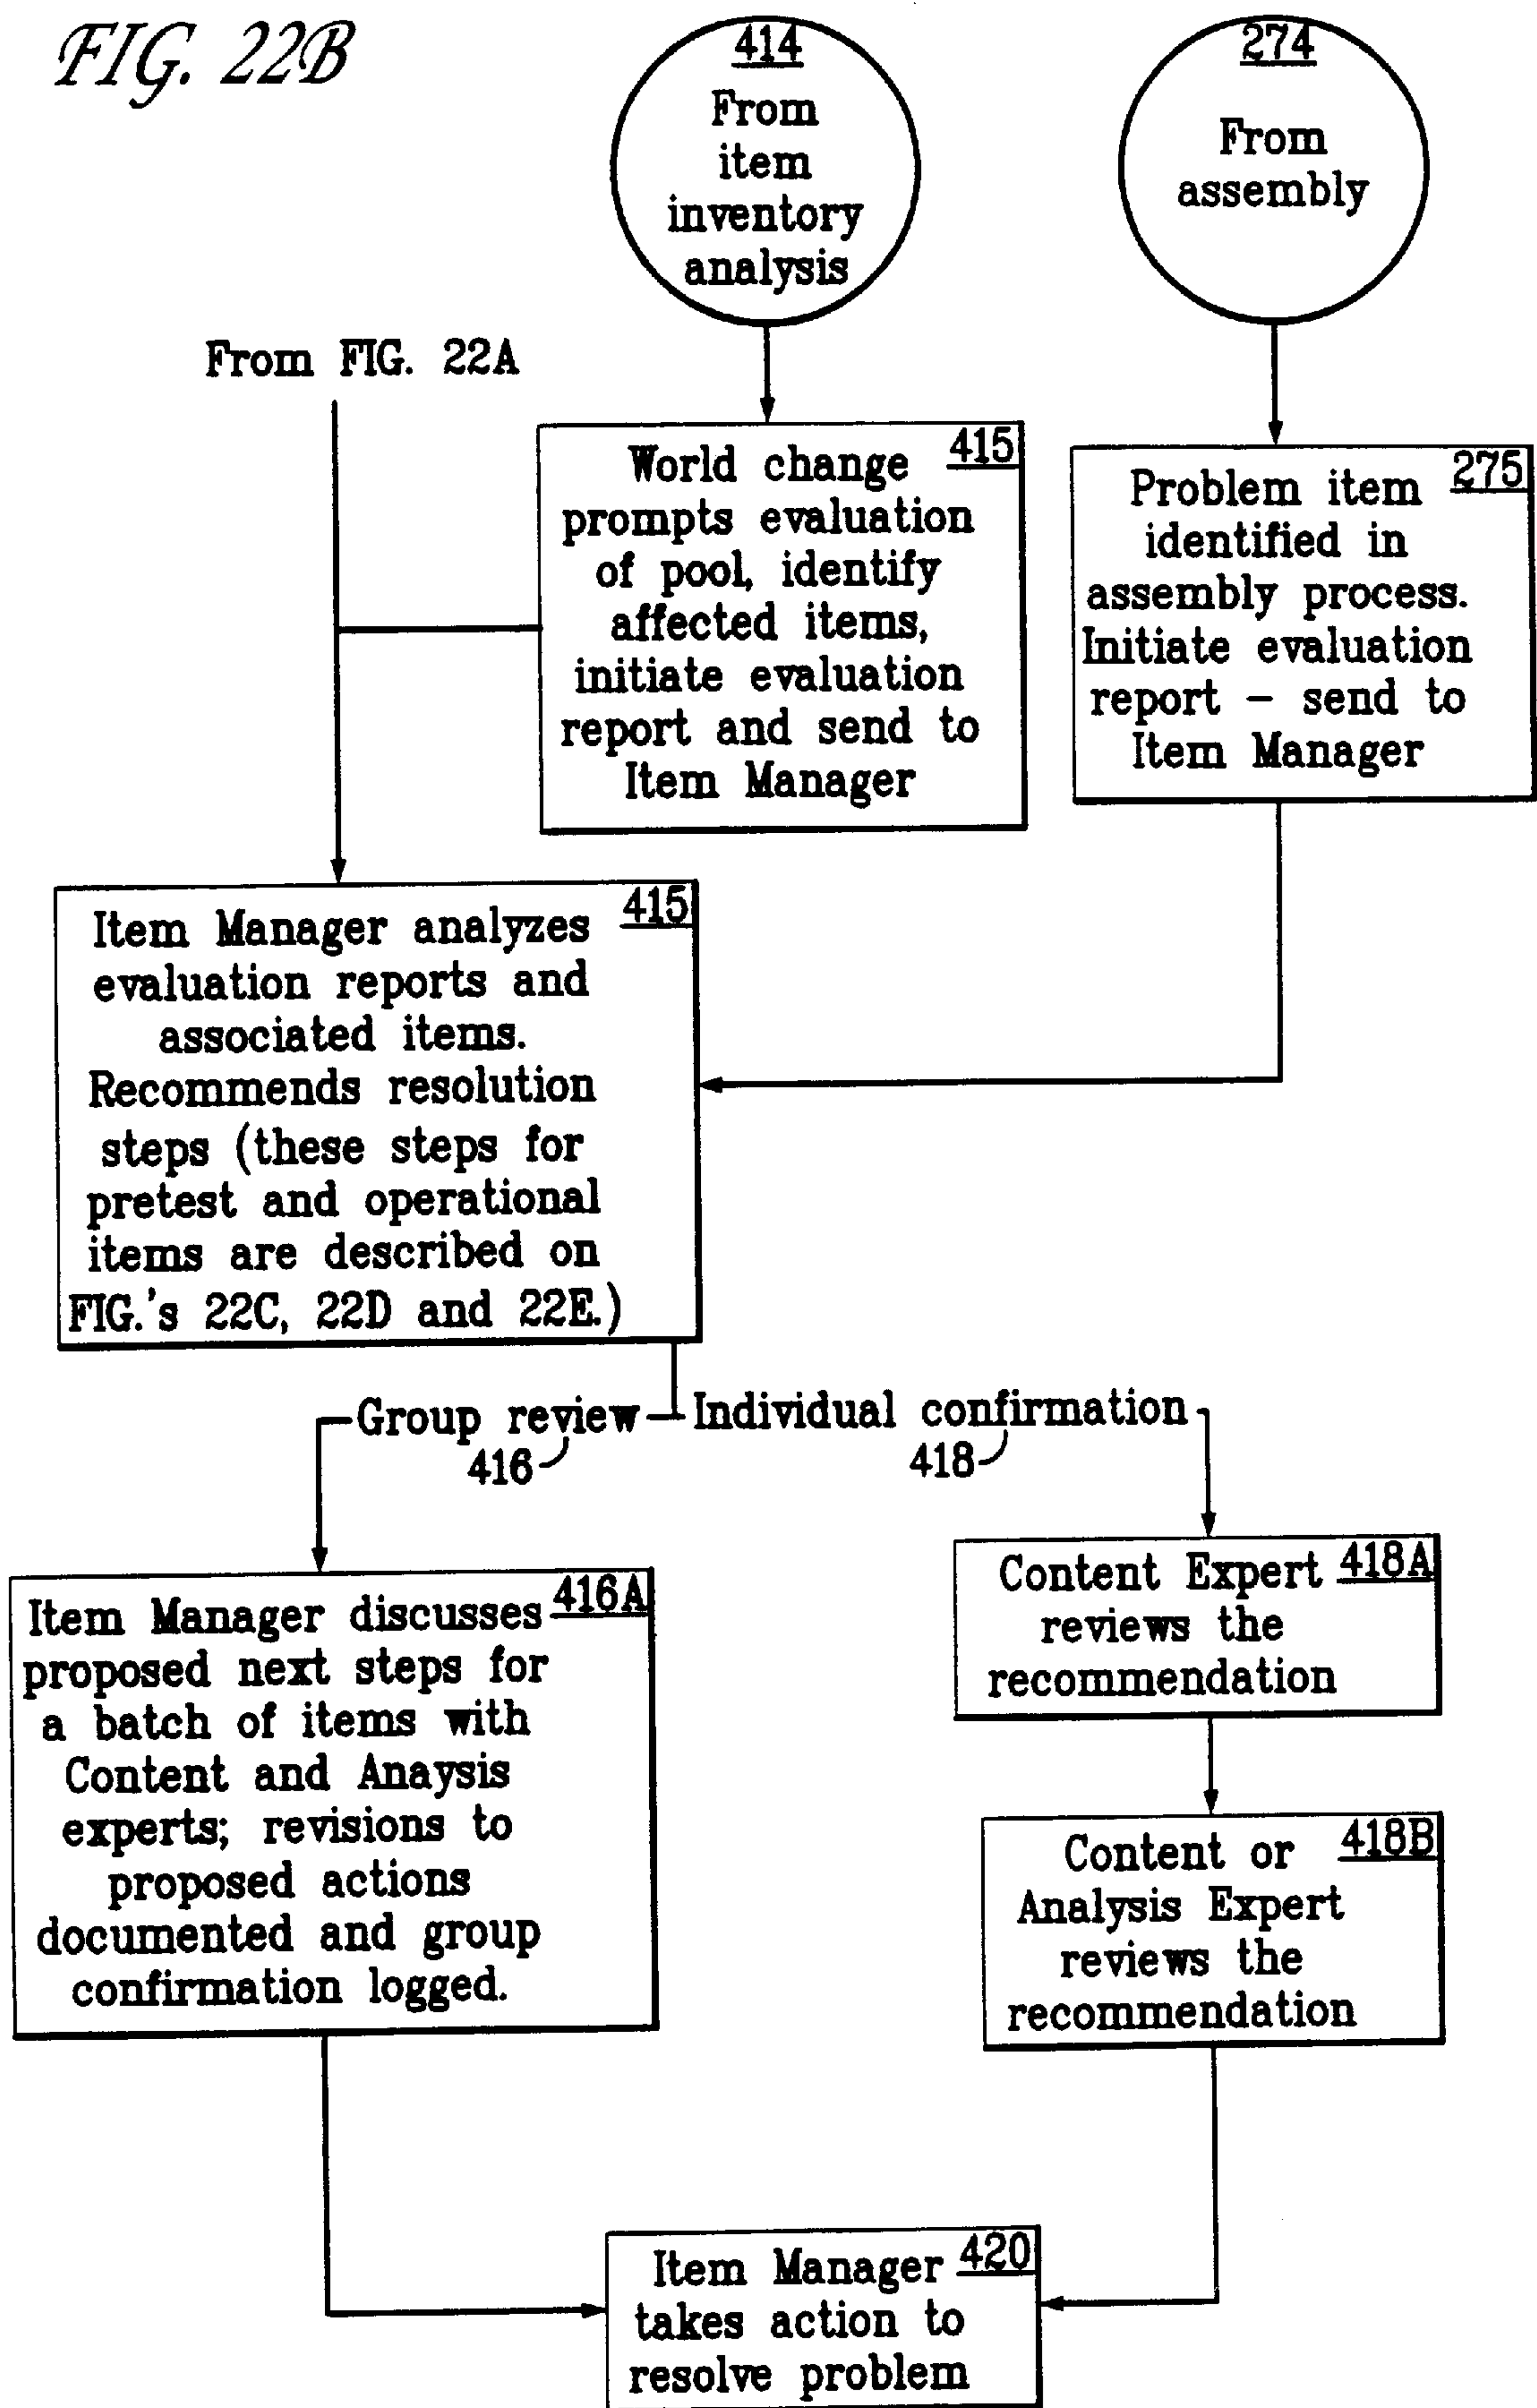 FIG. 22B
414
From
item
inventory
analysis
274
From
assembly
From FIG. 22A
World change 415
prompts evaluation
of pool, identify
affected items,
initiate evaluation
report and send to
Item Manager
Problem item 275
identified in
assembly process.
Initiate evaluation
report - send to
Item Manager
Item Manager analyzes 415
evaluation reports and
associated items.
Recommends resolution
steps (these steps for
pretest and operational
items are described on
FIG.'s 22C, 22D and 22E.)
Group review
416
Individual confirmation
418
Item Manager discusses 416A
proposed next steps for
a batch of items with
Content and Anaysis
experts; revisions to
proposed actions
documented and group
confirmation logged.
Content Expert 418A
reviews the
recommendation
Content or 418B
Analysis Expert
reviews the
recommendation
Item Manager 420
takes action to
resolve problem